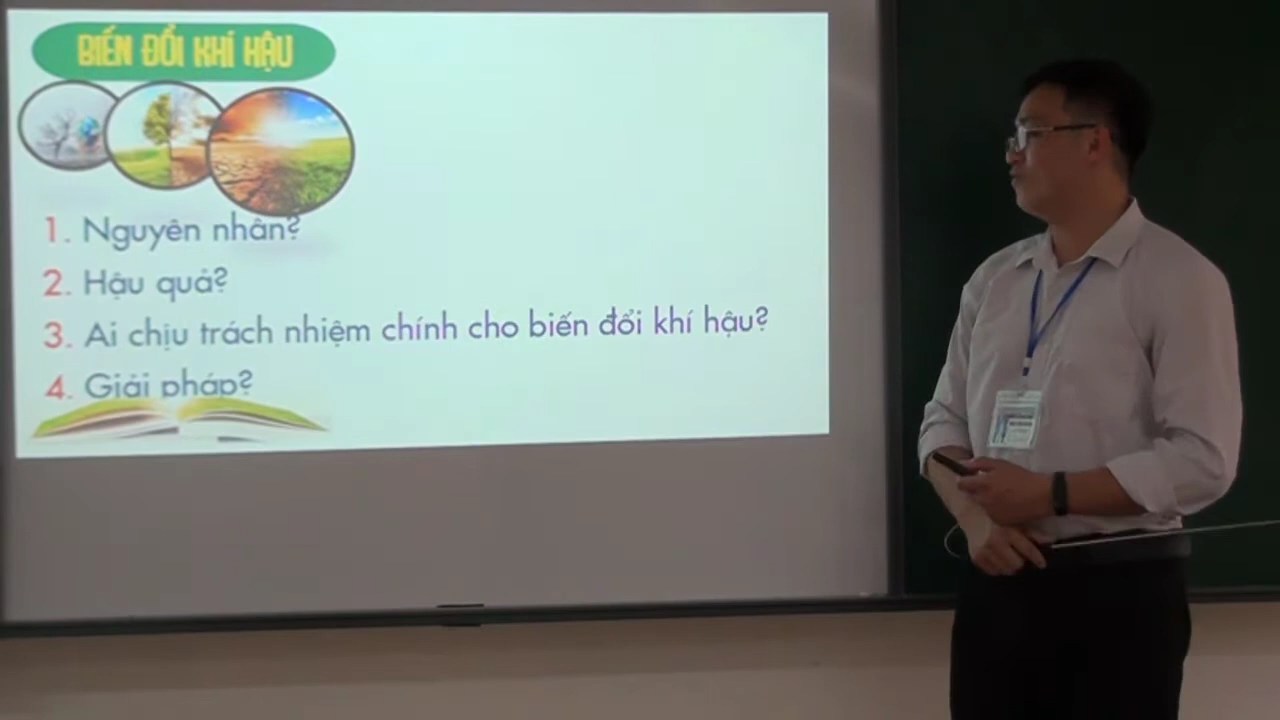 BIẾN ĐỔI KHÍ HẬU
1. Nguyên nhân?
2. Hậu quả?
3. Ai chịu trách nhiệm chính cho biến đổi khí hậu?
4. Giải pháp?